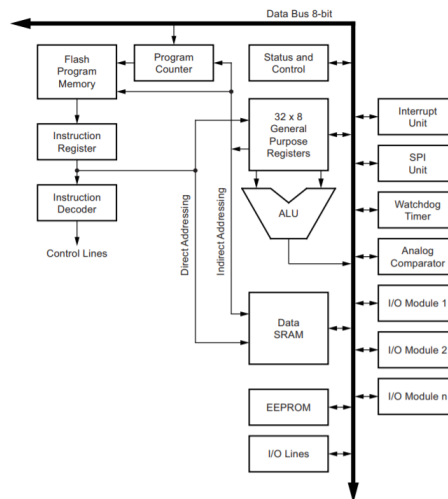 Data Bus 8-bit
Flash
Program
Memory
Program
Counter
Status and
Control
32 x 8
General
Purpose
Registers
Interrupt
Unit
Instruction
Register
SPI
Unit
Instruction
Decoder
ALU
Watchdog
Timer
Control Lines
Direct Addressing
Indirect Addressing
Analog
Comparator
I/O Module 1
Data
SRAM
I/O Module 2
I/O Module n
EEPROM
I/O Lines